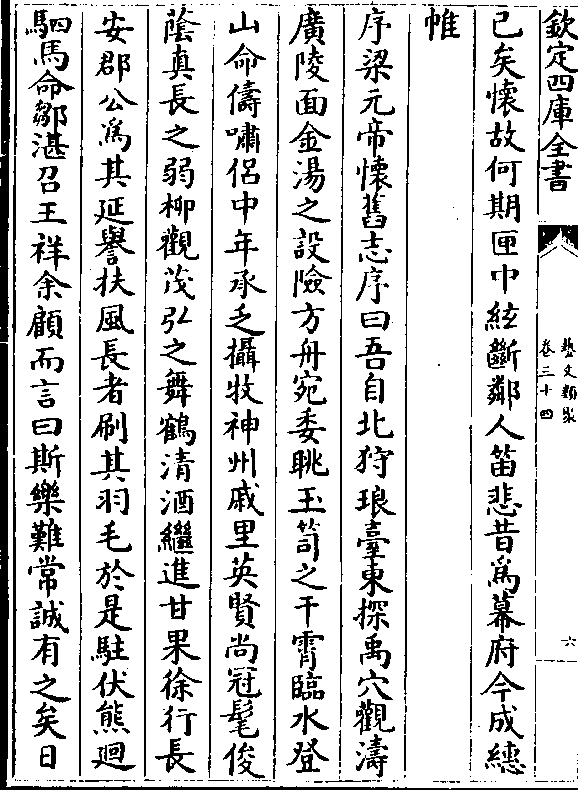 欽定四庫全書
藝文類聚
卷三十四
六
已矣懷故何期匣中絃斷鄰人笛悲昔為幕府今成繐
帷
序梁元帝懷舊志序曰吾自北狩琅臺東探禹穴觀濤
廣陵面金湯之設險方舟宛委眺玉笥之干霄臨水登
山命儔嘯侶中年承乏攝牧神州戚里英賢尚冠髦俊
蔭真長之弱柳觀茂弘之舞鶴清酒繼進甘果徐行長
安郡公為其延譽扶風長者刷其羽毛於是駐伏熊迴
駟馬命鄒湛召王祥余顧而言曰斯樂難常誠有之矣日